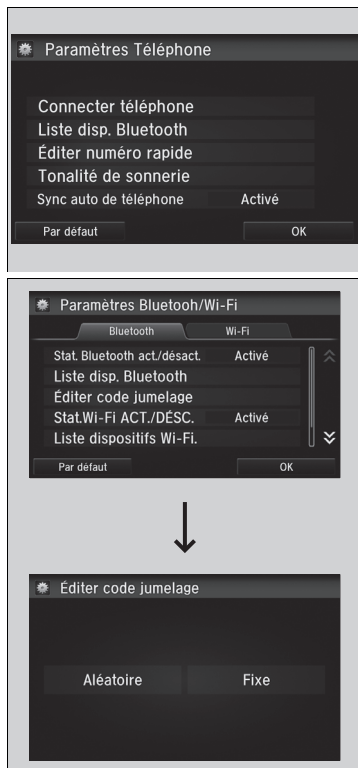 Paramètres Téléphone
Connecter téléphone
Liste disp. Bluetooth
Éditer numéro rapide
Tonalité de sonnerie
Sync auto de téléphone Activé
Par défaut OK
Paramètres Bluetooh/Wi-Fi
Bluetooth Wi-Fi
Stat. Bluetooth act./désact. Activé
Liste disp. Bluetooth
Éditer code jumelage
Stat.Wi-Fi ACT./DÉSC. Activé
Liste dispositifs Wi-Fi.
Par défaut OK
Éditer code jumelage
Aléatoire Fixe